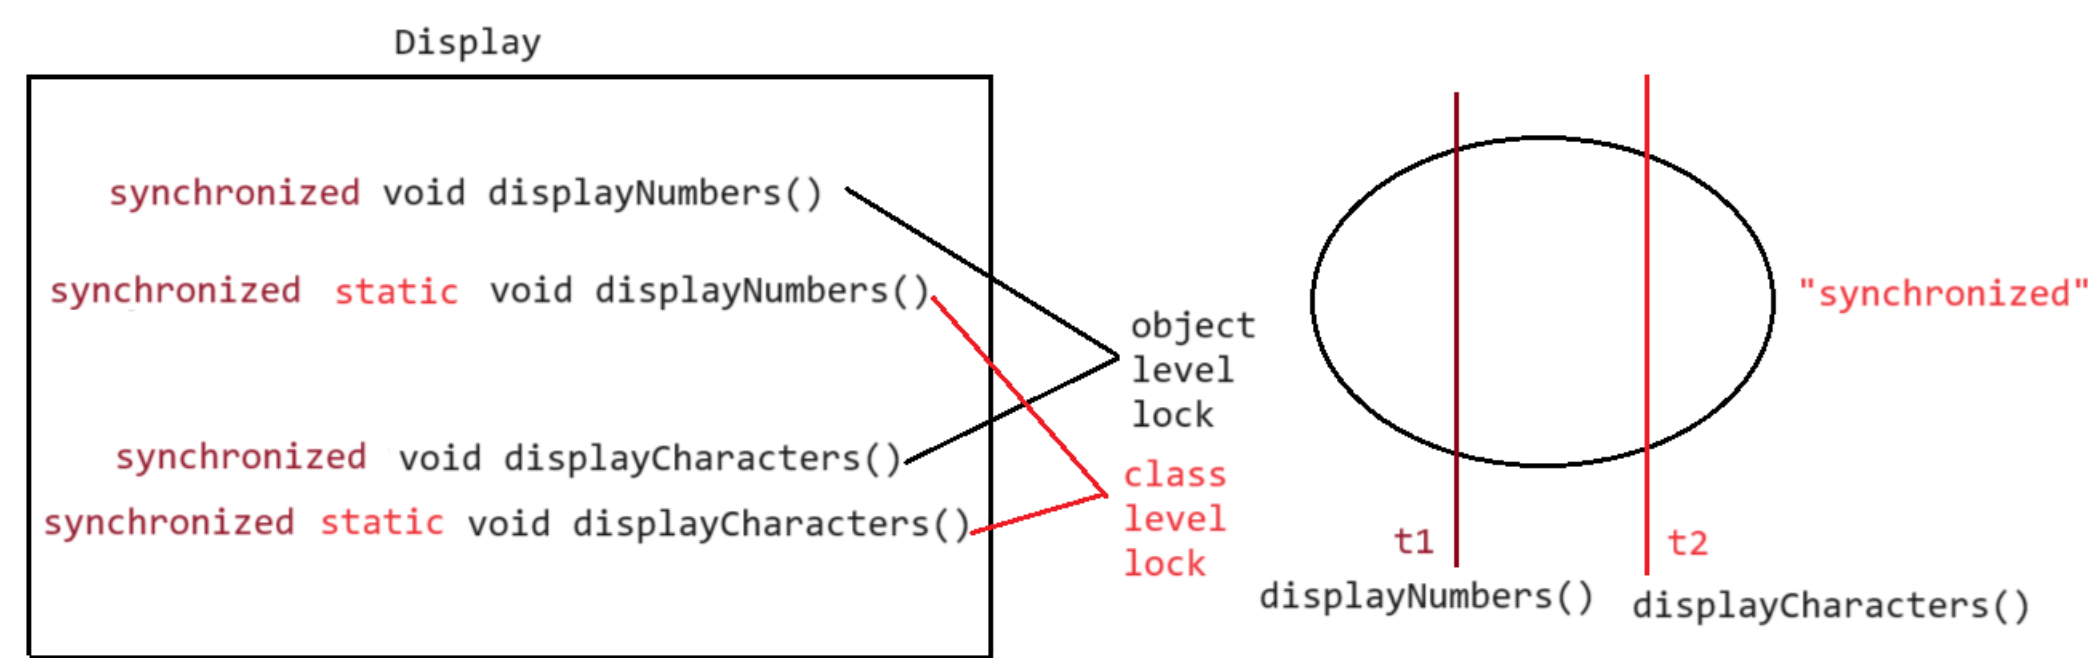 Display
synchronized void displayNumbers()
synchronized static void displayNumbers()
synchronized void displayCharacters()
synchronized static void displayCharacters()
object
level
lock
class
level
lock
"synchronized"
t1
t2
displayNumbers()
displayCharacters()